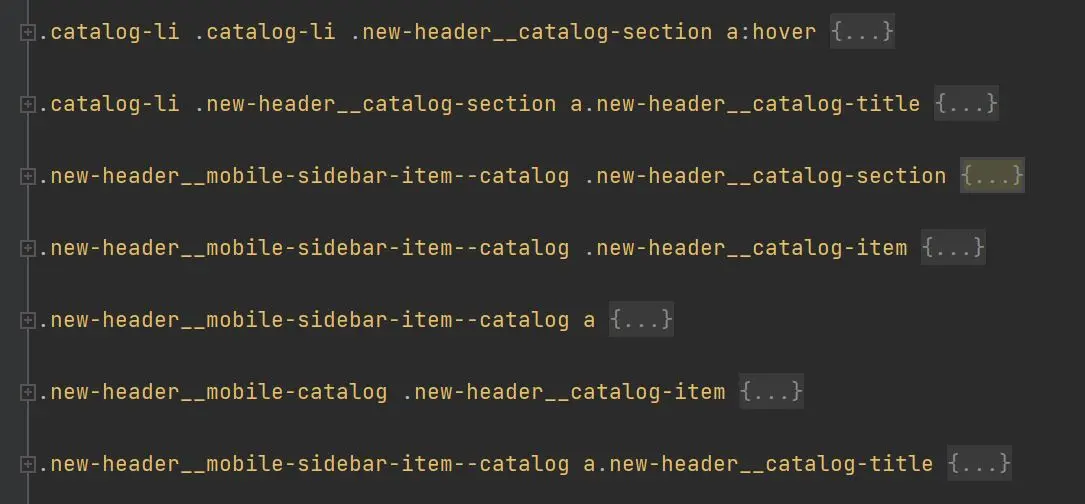 .catalog-li .catalog-li .new-header__catalog-section a:hover {...}
.catalog-li .new-header__catalog-section a.new-header__catalog-title {...}
.new-header__mobile-sidebar-item--catalog .new-header__catalog-section {...}
.new-header__mobile-sidebar-item--catalog .new-header__catalog-item {...}
.new-header__mobile-sidebar-item--catalog a {...}
.new-header__mobile-catalog .new-header__catalog-item {...}
.new-header__mobile-sidebar-item--catalog a.new-header__catalog-title {...}